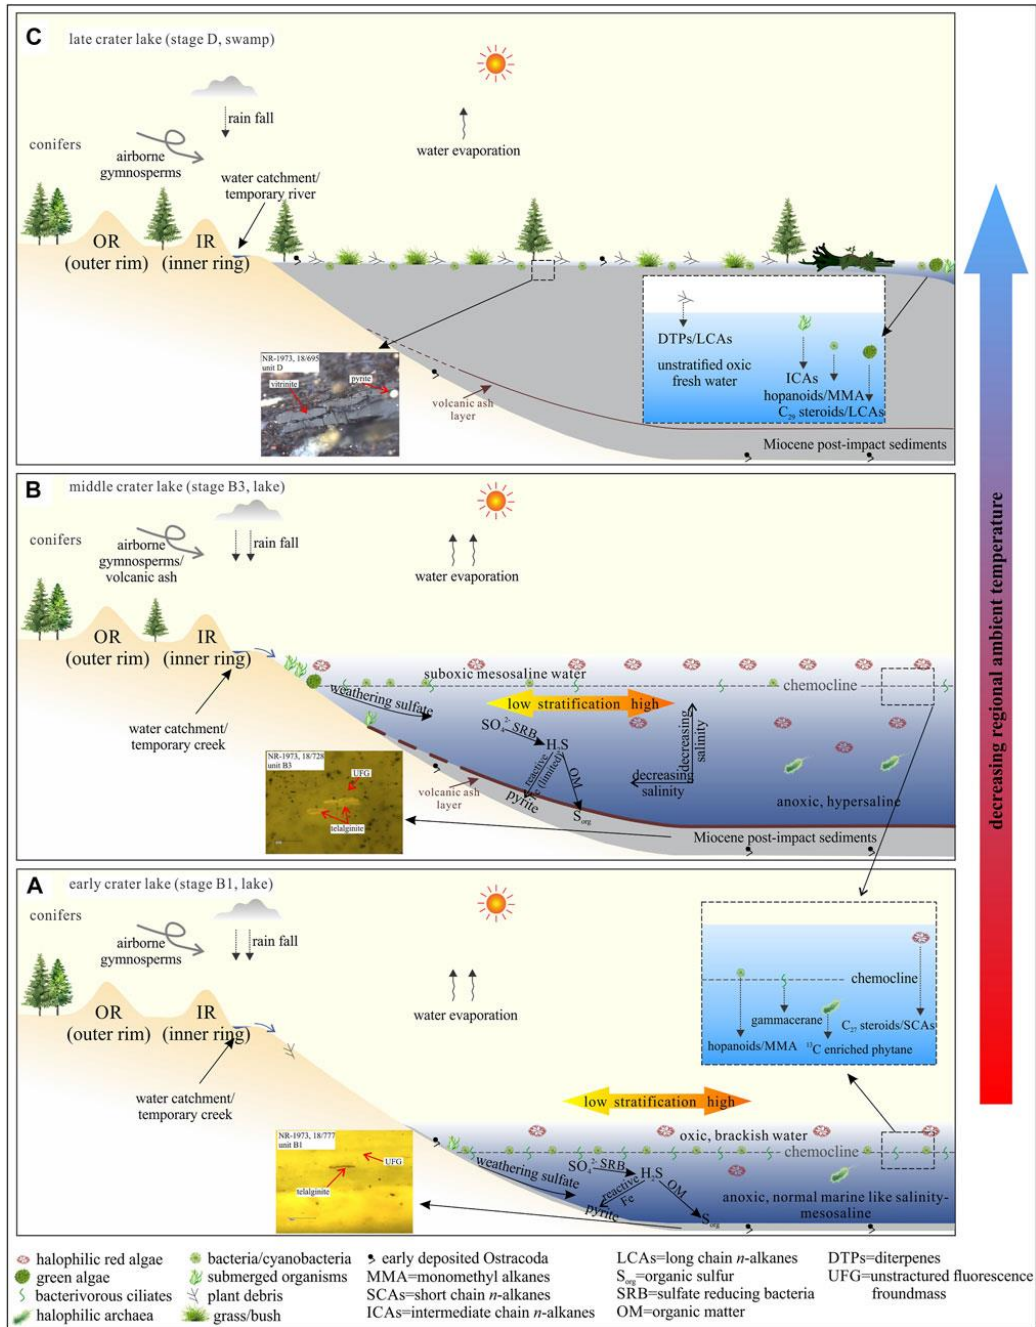 C late crater lake (stage D, swamp)
rain fall
conifers
airborne
gymnosperms
water evaporation
water catchment/
temporary river
OR
(outer rim)
IR
(inner ring)
NR-1973, 18/695
unit D
vitrinite
pyrite
volcanic ash
layer
DTPs/LCAs
unstratified oxic
fresh water
ICAs
hopanoids/MMA
C29 steroids/LCAs
Miocene post-impact sediments
B middle crater lake (stage B3, lake)
rain fall
conifers
airborne
gymnosperms/
volcanic ash
water evaporation
OR
(outer rim)
IR
(inner ring)
water catchment/
temporary creek
suboxic mesosaline water
chemocline
weathering sulfate
low stratification high
SO4 2- SRB
H2S
reactive
Fe (limited)
OM
pyrite
Sorg
decreasing
salinity
decreasing
salinity
anoxic, hypersaline
NR-1973, 18/728
unit B3
UFG
telalginite
volcanic ash
layer
Miocene post-impact sediments
A early crater lake (stage B1, lake)
rain fall
conifers
airborne
gymnosperms
water evaporation
OR
(outer rim)
IR
(inner ring)
water catchment/
temporary creek
chemocline
gammacerane
C27 steroids/SCAs
hopanoids/MMA
13C enriched phytane
low stratification high
oxic, brackish water
chemocline
weathering sulfate
SO4 2- SRB
H2S
reactive
Fe
OM
pyrite
Sorg
anoxic, normal marine like salinity-
mesosaline
NR-1973, 18/777
unit B1
UFG
telalginite
decreasing regional ambient temperature
halophilic red algae
green algae
bacterivorous ciliates
halophilic archaea
bacteria/cyanobacteria
submerged organisms
plant debris
grass/bush
early deposited Ostracoda
MMA=monomethyl alkanes
SCAs=short chain n-alkanes
ICAs=intermediate chain n-alkanes
LCAs=long chain n-alkanes
Sorg=organic sulfur
SRB=sulfate reducing bacteria
OM=organic matter
DTPs=diterpenes
UFG=unstractured fluorescence
froundmass